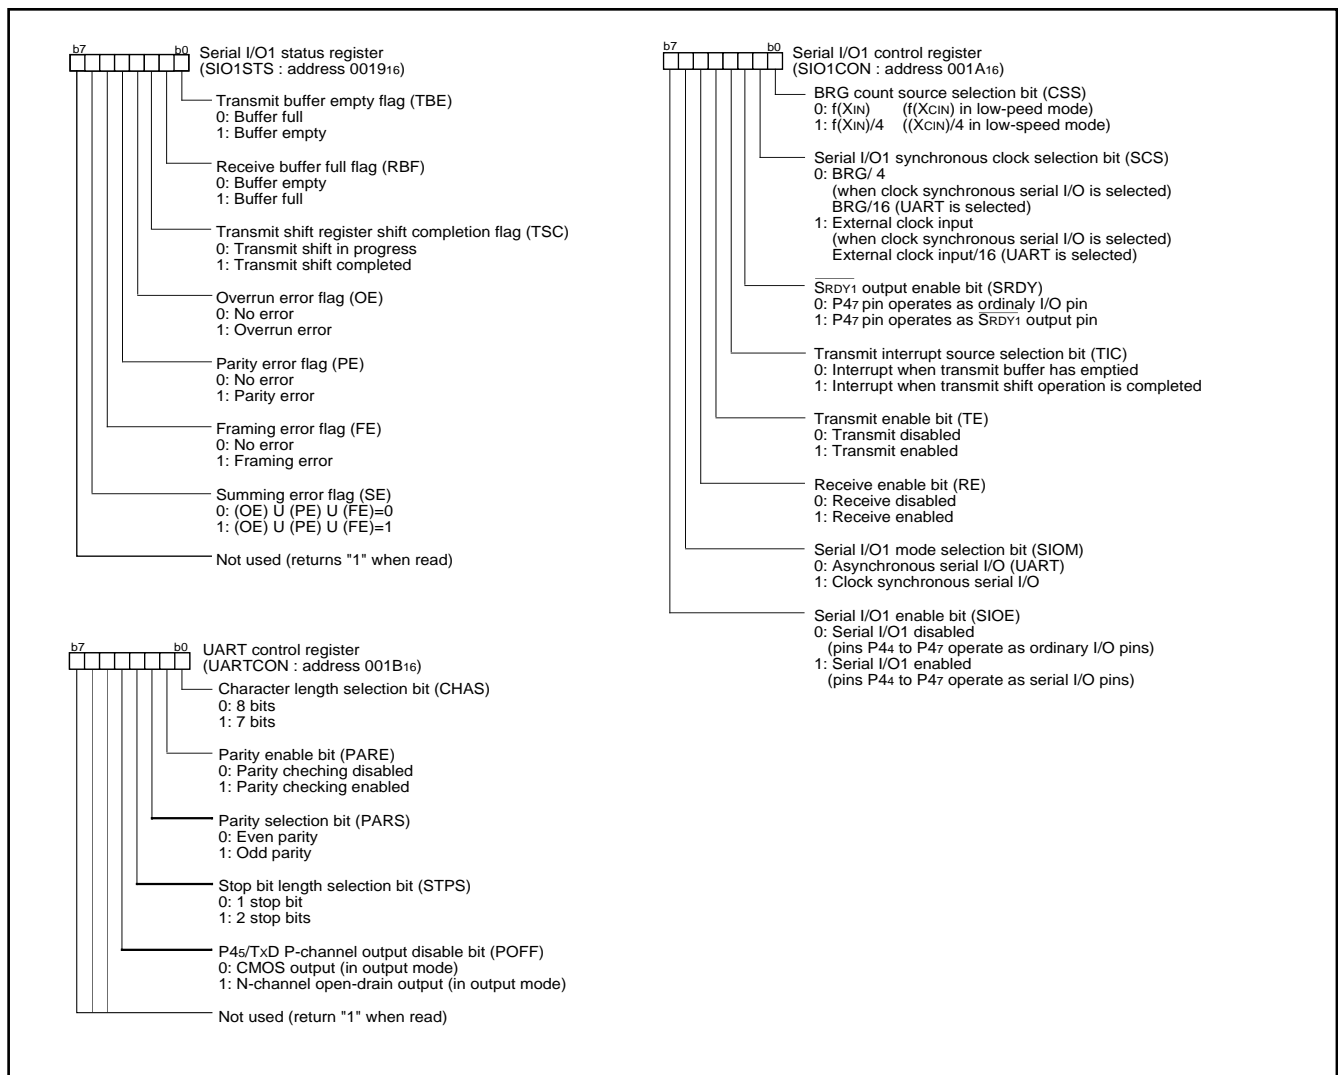 b7 b0 Serial I/O1 status register
(SIO1STS : address 001916)
Transmit buffer empty flag (TBE)
0: Buffer full
1: Buffer empty
Receive buffer full flag (RBF)
0: Buffer empty
1: Buffer full
Transmit shift register shift completion flag (TSC)
0: Transmit shift in progress
1: Transmit shift completed
Overrun error flag (OE)
0: No error
1: Overrun error
Parity error flag (PE)
0: No error
1: Parity error
Framing error flag (FE)
0: No error
1: Framing error
Summing error flag (SE)
0: (OE) U (PE) U (FE)=0
1: (OE) U (PE) U (FE)=1
Not used (returns "1" when read)
b7 b0 UART control register
(UARTCON : address 001B16)
Character length selection bit (CHAS)
0: 8 bits
1: 7 bits
Parity enable bit (PARE)
0: Parity cheching disabled
1: Parity checking enabled
Parity selection bit (PARS)
0: Even parity
1: Odd parity
Stop bit length selection bit (STPS)
0: 1 stop bit
1: 2 stop bits
P45/TXD P-channel output disable bit (POFF)
0: CMOS output (in output mode)
1: N-channel open-drain output (in output mode)
Not used (return "1" when read)
b7 b0 Serial I/O1 control register
(SIO1CON : address 001A16)
BRG count source selection bit (CSS)
0: f(XIN) (f(XCIN) in low-peed mode)
1: f(XIN)/4 ((XCIN)/4 in low-speed mode)
Serial I/O1 synchronous clock selection bit (SCS)
0: BRG/ 4
(when clock synchronous serial I/O is selected)
BRG/16 (UART is selected)
1: External clock input
(when clock synchronous serial I/O is selected)
External clock input/16 (UART is selected)
SRDY1 output enable bit (SRDY)
0: P47 pin operates as ordinaly I/O pin
1: P47 pin operates as SRDY1 output pin
Transmit interrupt source selection bit (TIC)
0: Interrupt when transmit buffer has emptied
1: Interrupt when transmit shift operation is completed
Transmit enable bit (TE)
0: Transmit disabled
1: Transmit enabled
Receive enable bit (RE)
0: Receive disabled
1: Receive enabled
Serial I/O1 mode selection bit (SIOM)
0: Asynchronous serial I/O (UART)
1: Clock synchronous serial I/O
Serial I/O1 enable bit (SIOE)
0: Serial I/O1 disabled
(pins P44 to P47 operate as ordinary I/O pins)
1: Serial I/O1 enabled
(pins P44 to P47 operate as serial I/O pins)